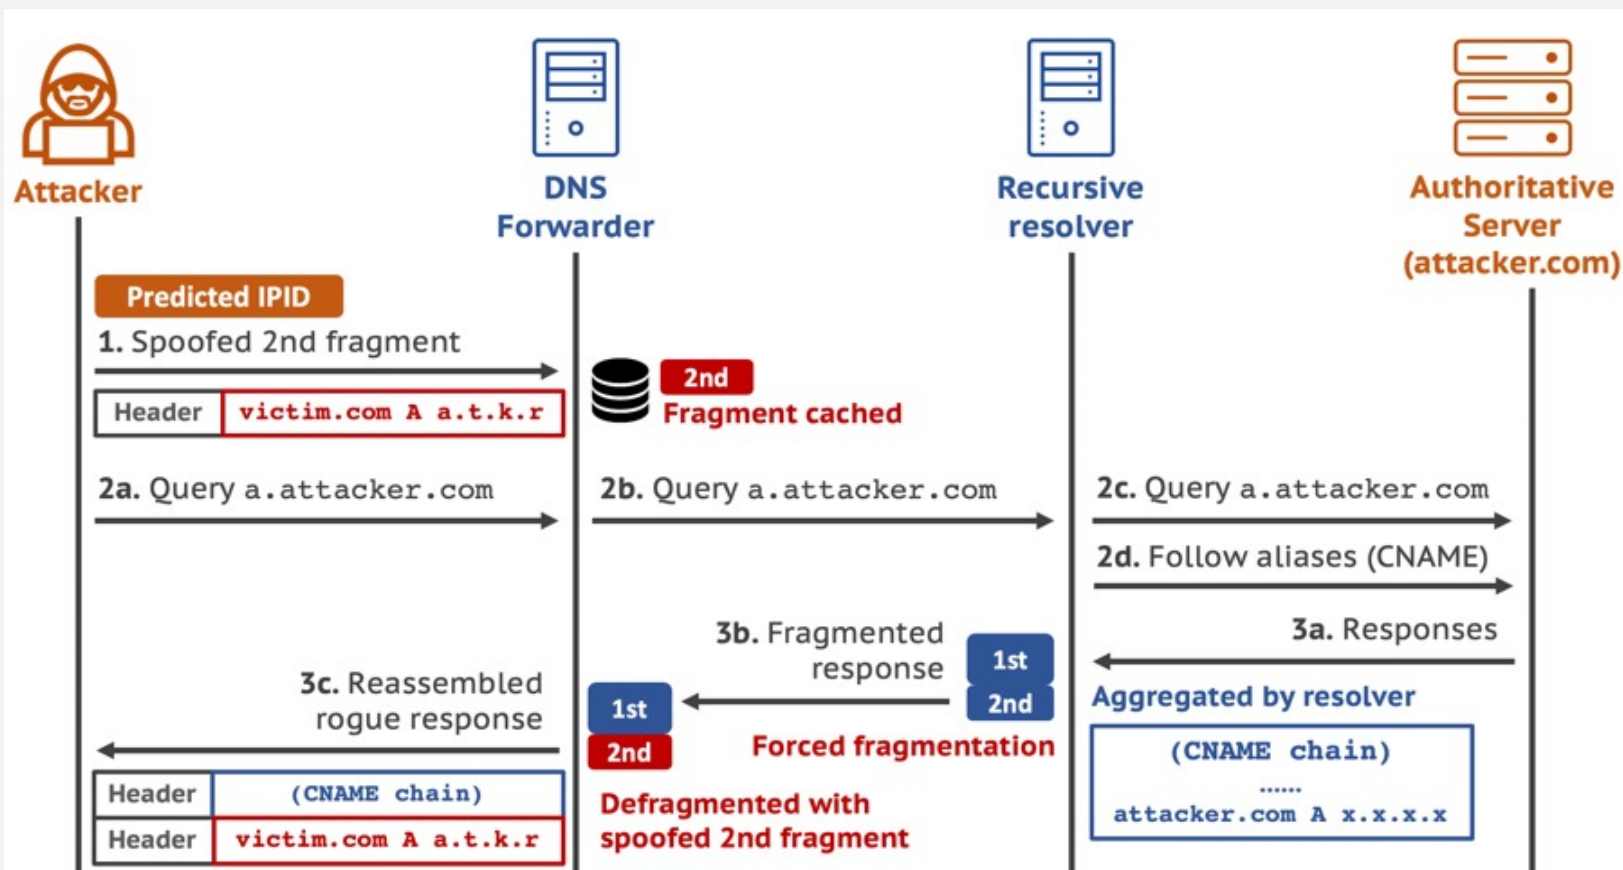 Attacker
DNS
Forwarder
Recursive
resolver
Authoritative
Server
(attacker.com)
Predicted IPID
1. Spoofed 2nd fragment
Header victim.com A a.t.k.r
2nd
Fragment cached
2a. Query a.attacker.com
2b. Query a.attacker.com
2c. Query a.attacker.com
2d. Follow aliases (CNAME)
3a. Responses
Aggregated by resolver
(CNAME chain)
......
attacker.com A x.x.x.x
3b. Fragmented
response
1st
2nd
Forced fragmentation
3c. Reassembled
rogue response
1st
2nd
Defragmented with
spoofed 2nd fragment
Header (CNAME chain)
Header victim.com A a.t.k.r